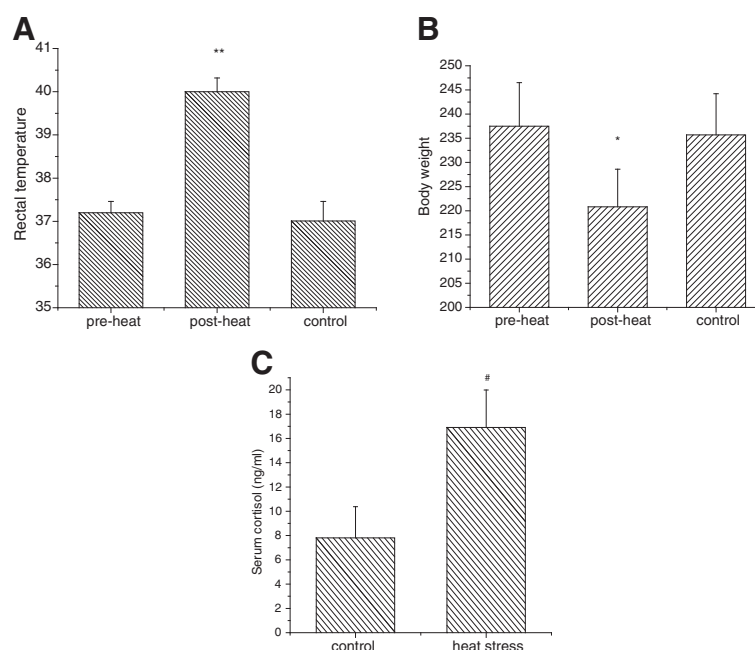 A
Rectal temperature
41
40
39
38
37
36
35
**
pre-heat
post-heat
control
B
Body weight
250
245
240
235
230
225
220
215
210
205
200
*
pre-heat
post-heat
control
C
Serum cortisol (ng/ml)
20
18
16
14
12
10
8
6
4
2
0
#
control
heat stress